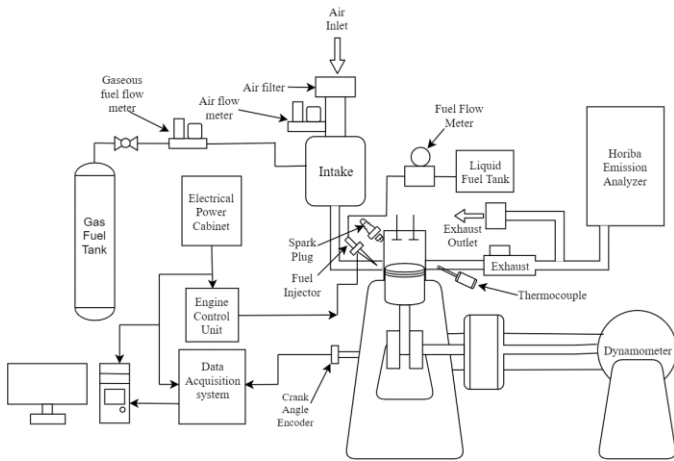 Air
Inlet
Gaseous
fuel flow
meter
Air flow
meter
Air filter
Fuel Flow
Meter
Intake
Liquid
Fuel Tank
Horiba
Emission
Analyzer
Gas
Fuel
Tank
Electrical
Power
Cabinet
Spark
Plug
Fuel
Injector
Exhaust
Outlet
Exhaust
Thermocouple
Engine
Control
Unit
Data
Acquisition
system
Crank
Angle
Encoder
Dynamometer